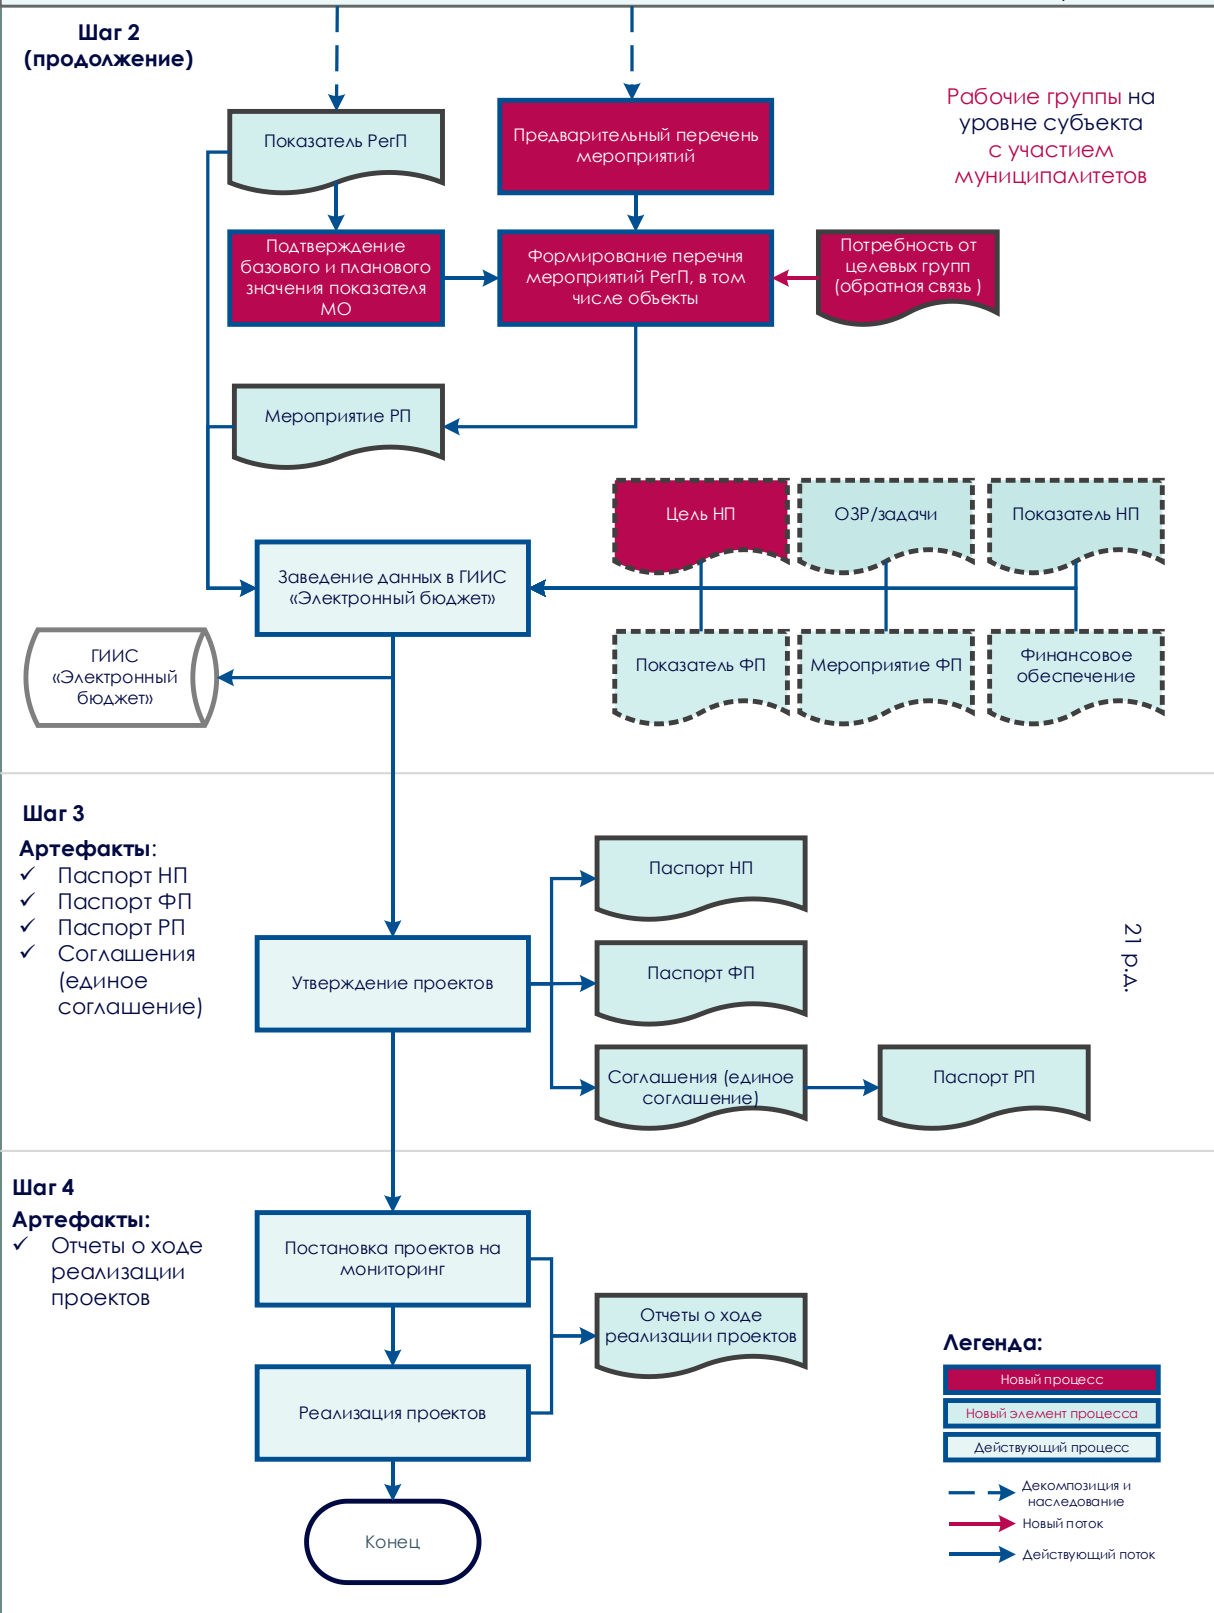 Шаг 2
(продолжение)
Показатель РегП
Предварительный перечень
мероприятий
Рабочие группы на
уровне субъекта
с участием
муниципалитетов
Подтверждение
базового и планового
значения показателя
МО
Формирование перечня
мероприятий РегП, в том
числе объекты
Потребность от
целевых групп
(обратная связь )
Мероприятие РП
Цель НП
ОЗР/задачи
Показатель НП
Заведение данных в ГИИС
«Электронный бюджет»
ГИИС
«Электронный
бюджет»
Показатель ФП
Мероприятие ФП
Финансовое
обеспечение
Шаг 3
Артефакты:
✓ Паспорт НП
✓ Паспорт ФП
✓ Паспорт РП
✓ Соглашения
(единое
соглашение)
Утверждение проектов
Паспорт НП
Паспорт ФП
Соглашения (единое
соглашение)
Паспорт РП
21 р.д.
Шаг 4
Артефакты:
✓ Отчеты о ходе
реализации
проектов
Постановка проектов на
мониторинг
Отчеты о ходе
реализации проектов
Реализация проектов
Конец
Легенда:
Новый процесс
Новый элемент процесса
Действующий процесс
Декомпозиция и
наследование
Новый поток
Действующий поток